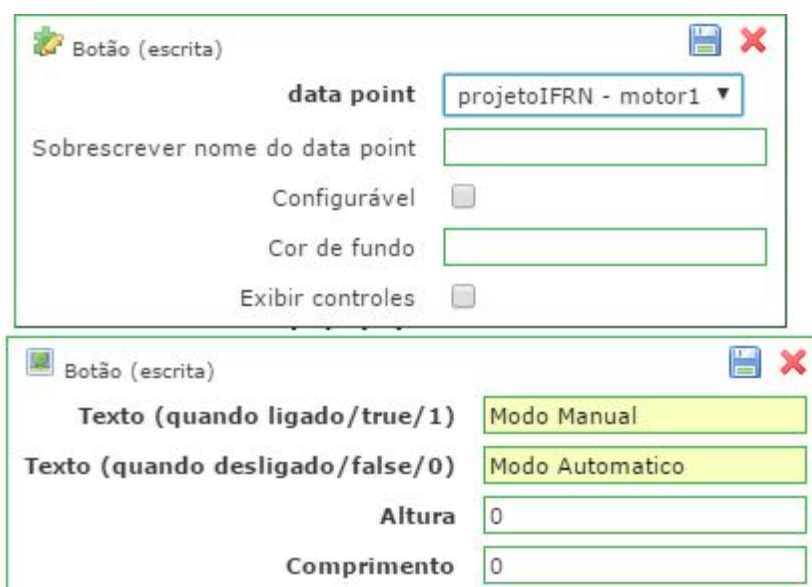 Botão (escrita)
data point projetoIFRN - motor1
Sobrescrever nome do data point
Configurável
Cor de fundo
Exibir controles
Botão (escrita)
Texto (quando ligado/true/1) Modo Manual
Texto (quando desligado/false/0) Modo Automatico
Altura 0
Comprimento 0